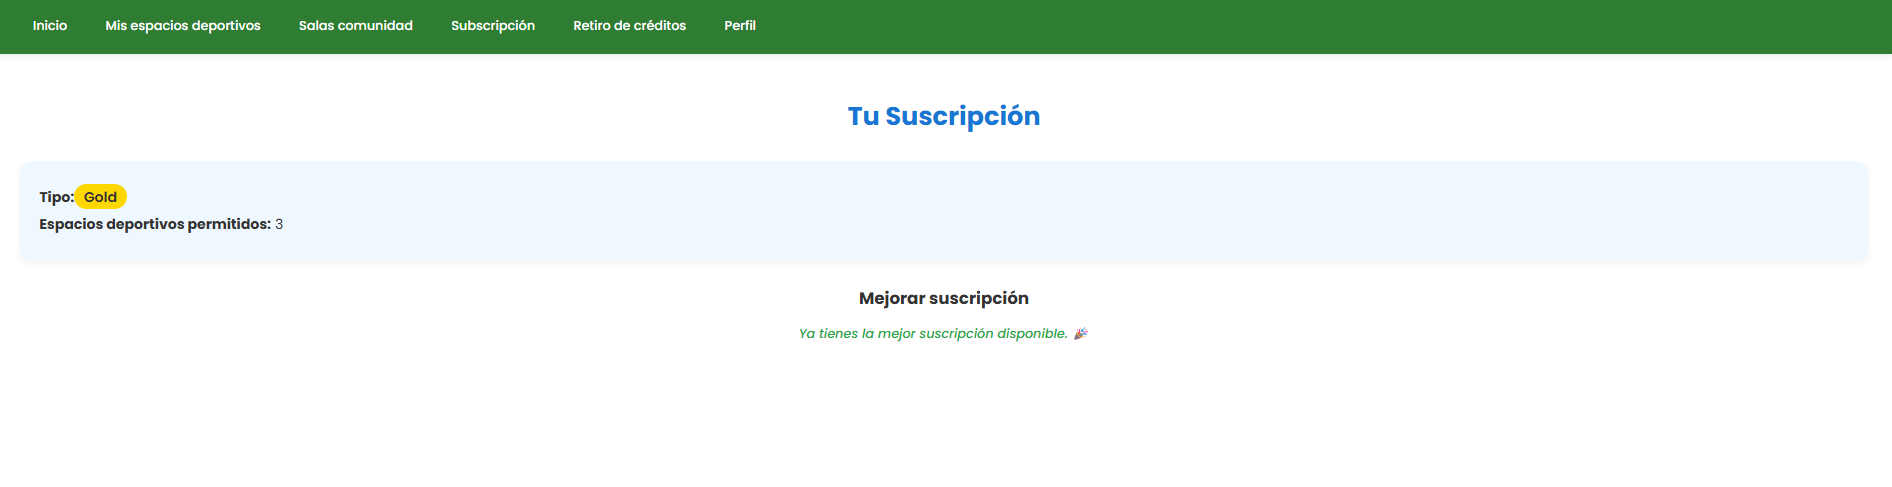 Inicio Mis espacios deportivos Salas comunidad Subscripción Retiro de créditos Perfil
Tu Suscripción
Tipo: Gold
Espacios deportivos permitidos: 3
Mejorar suscripción
Ya tienes la mejor suscripción disponible. 🎉